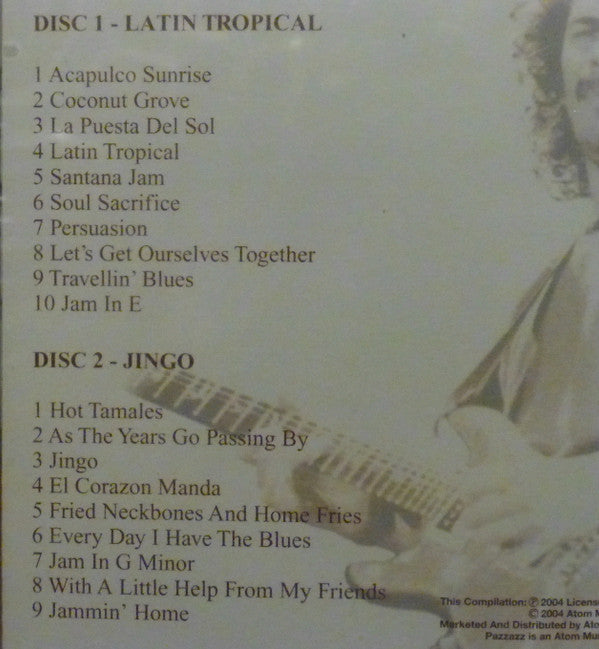 DISC 1 - LATIN TROPICAL
1 Acapulco Sunrise
2 Coconut Grove
3 La Puesta Del Sol
4 Latin Tropical
5 Santana Jam
6 Soul Sacrifice
7 Persuasion
8 Let's Get Ourselves Together
9 Travellin' Blues
10 Jam In E
DISC 2 - JINGO
1 Hot Tamales
2 As The Years Go Passing By
3 Jingo
4 El Corazon Manda
5 Fried Neckbones And Home Fries
6 Every Day I Have The Blues
7 Jam In G Minor
8 With A Little Help From My Friends
9 Jammin' Home
This Compilation: ℗ 2004 Licens
© 2004 Atom M
Marketed And Distributed by Ato
Pazzazz is an Atom Mu